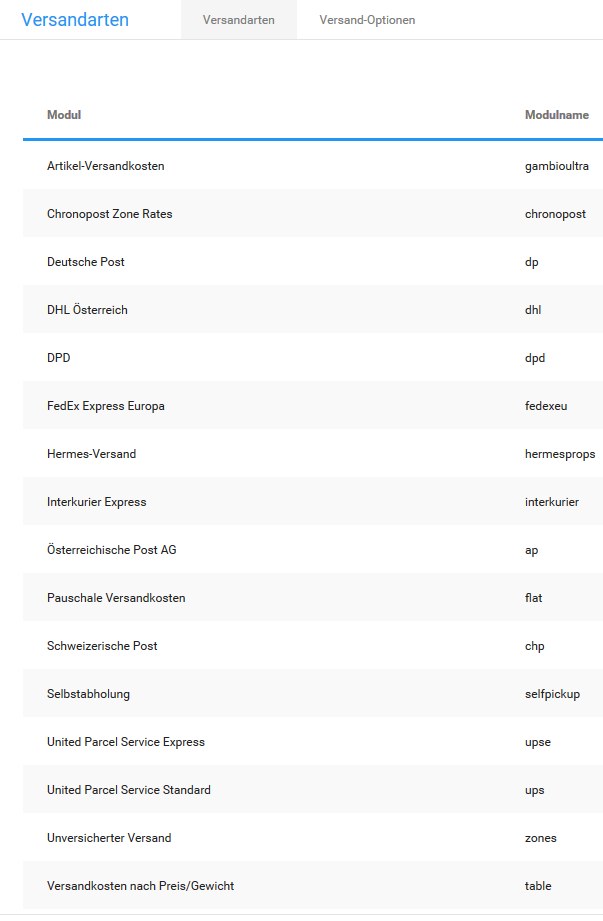 Versandarten Versandarten Versand-Optionen
Modul Modulname
Artikel-Versandkosten gambioultra
Chronopost Zone Rates chronopost
Deutsche Post dp
DHL Österreich dhl
DPD dpd
FedEx Express Europa fedexeu
Hermes-Versand hermesprops
Interkurier Express interkurier
Österreichische Post AG ap
Pauschale Versandkosten flat
Schweizerische Post chp
Selbstabholung selfpickup
United Parcel Service Express upse
United Parcel Service Standard ups
Unversicherter Versand zones
Versandkosten nach Preis/Gewicht table